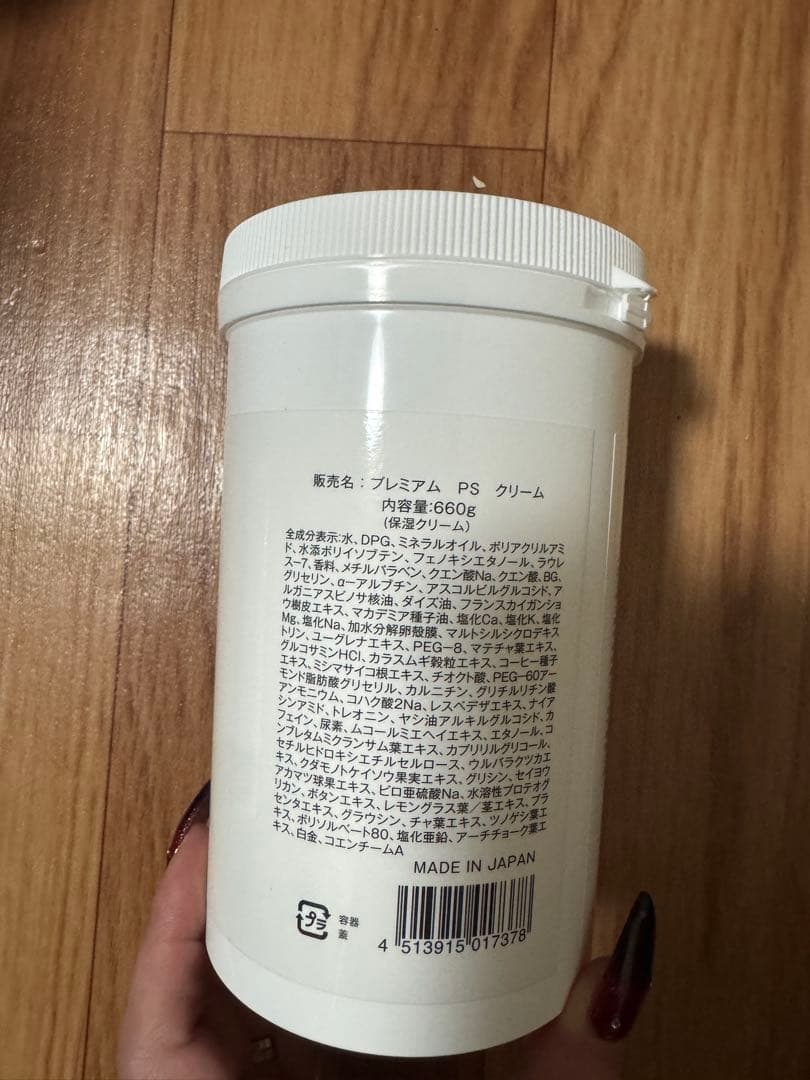 販売名：プレミアム　PS　クリーム
内容量:660g
(保湿クリーム)
全成分表示:水、DPG、ミネラルオイル、ポリアクリルアミ
ド、水添ポリイソブテン、フェノキシエタノール、ラウレ
ス-7、香料、メチルパラベン、クエン酸Na、クエン酸、BG、
グリセリン、α-アルブチン、アスコルビルグルコシド、ア
ルガニアスピノサ核油、ダイズ油、フランスカイガンショ
ウ樹皮エキス、マカデミア種子油、塩化Ca、塩化K、塩化
Mg、塩化Na、加水分解卵殻膜、マルトシルシクロデキス
トリン、ユーグレナエキス、PEG-8、マテチャ葉エキス、
グルコサミンHCl、カラスムギ穀粒エキス、コーヒー種子
エキス、ミシマサイコ根エキス、チオクト酸、PEG-60アー
モンド脂肪酸グリセリル、カルニチン、グリチルリチン酸
アンモニウム、コハク酸2Na、レスペデザエキス、ナイア
シンアミド、トレオニン、ヤシ油アルキルグルコシド、カ
フェイン、尿素、ムコールミエヘイエキス、エタノール、コ
ンブレタムミクランサム葉エキス、カプリリルグリコール、
セチルヒドロキシエチルセルロース、ウルバラクツカエ
キス、クダモノトケイソウ果実エキス、グリシン、セイヨウ
アカマツ球果エキス、ピロ亜硫酸Na、水溶性プロテオグ
リカン、ボタンエキス、レモングラス葉／茎エキス、プラ
センタエキス、グラウシン、チャ葉エキス、ツノゲシ葉エ
キス、ポリソルベート80、塩化亜鉛、アーチチョーク葉エ
キス、白金、コエンチームA
MADE IN JAPAN
プラ
容器
蓋
4 513915 017378